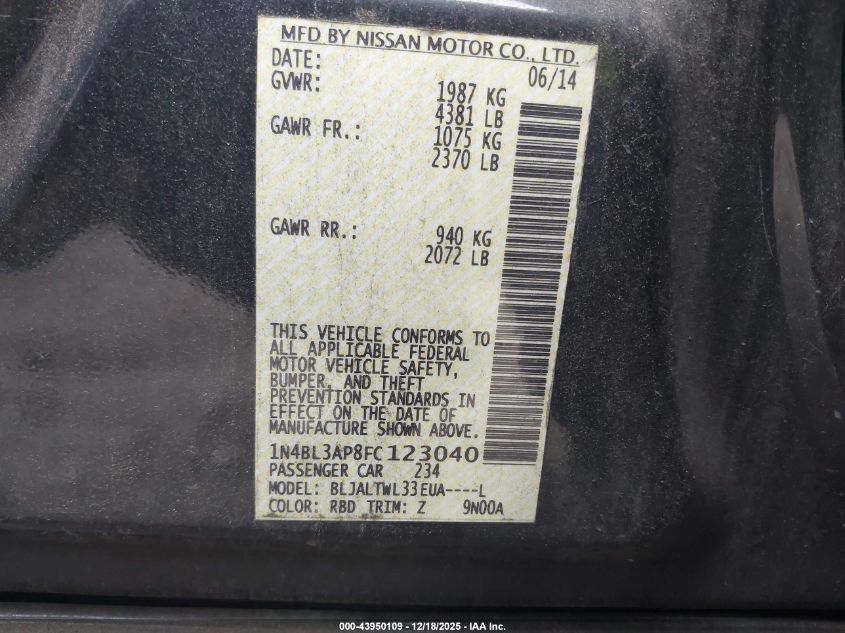 MFD BY NISSAN MOTOR CO., LTD.
DATE: 06/14
GVWR: 1987 KG
4381 LB
GAWR FR.: 1075 KG
2370 LB
GAWR RR.: 940 KG
2072 LB
THIS VEHICLE CONFORMS TO
ALL APPLICABLE FEDERAL
MOTOR VEHICLE SAFETY,
BUMPER, AND THEFT
PREVENTION STANDARDS IN
EFFECT ON THE DATE OF
MANUFACTURE SHOWN ABOVE.
1N4BL3AP8FC123040
PASSENGER CAR 234
MODEL: BLJALTWL33EUA----L
COLOR: RBD TRIM: Z 9N00A
000-43950109 - 12/18/2025 - IAA Inc.